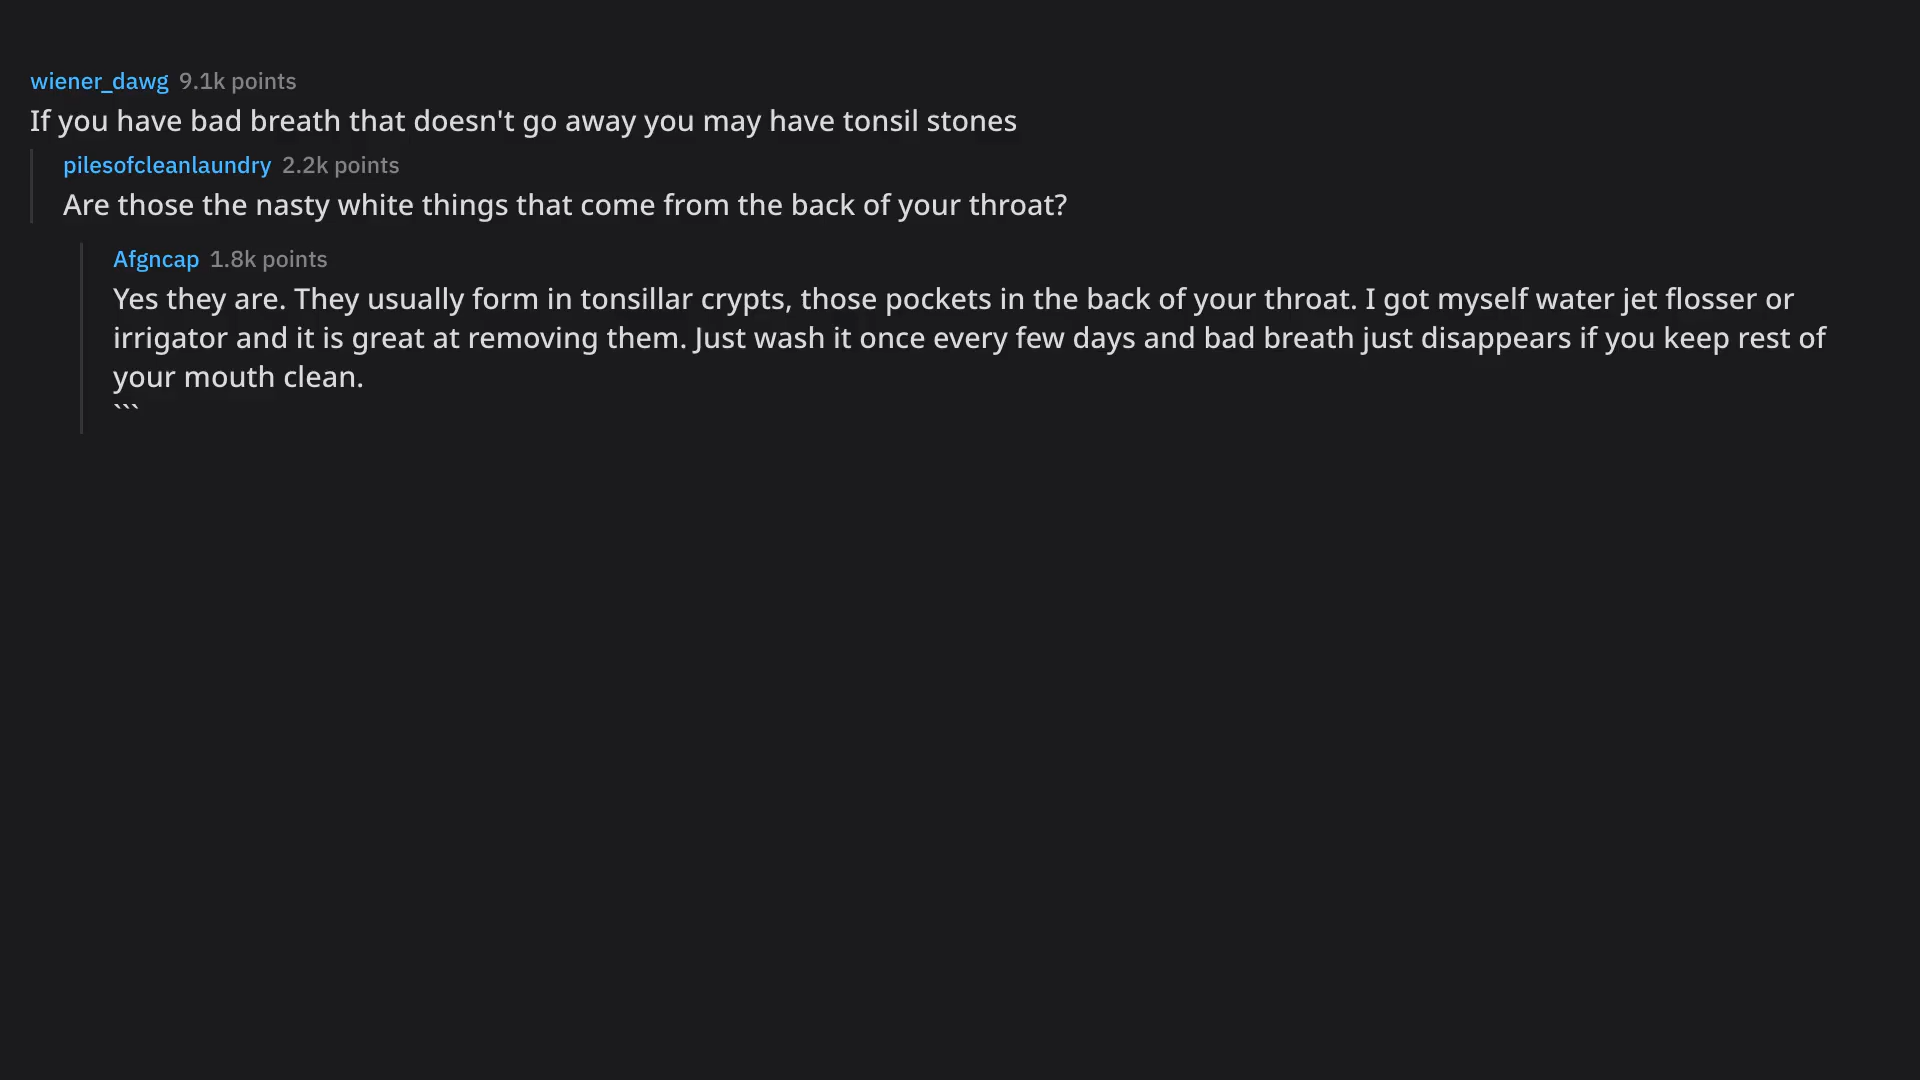 wiener_dawg 9.1k points
If you have bad breath that doesn't go away you may have tonsil stones
pilesofcleanlaundry 2.2k points
Are those the nasty white things that come from the back of your throat?
Afgncap 1.8k points
Yes they are. They usually form in tonsillar crypts, those pockets in the back of your throat. I got myself water jet flosser or
irrigator and it is great at removing them. Just wash it once every few days and bad breath just disappears if you keep rest of
your mouth clean.
```